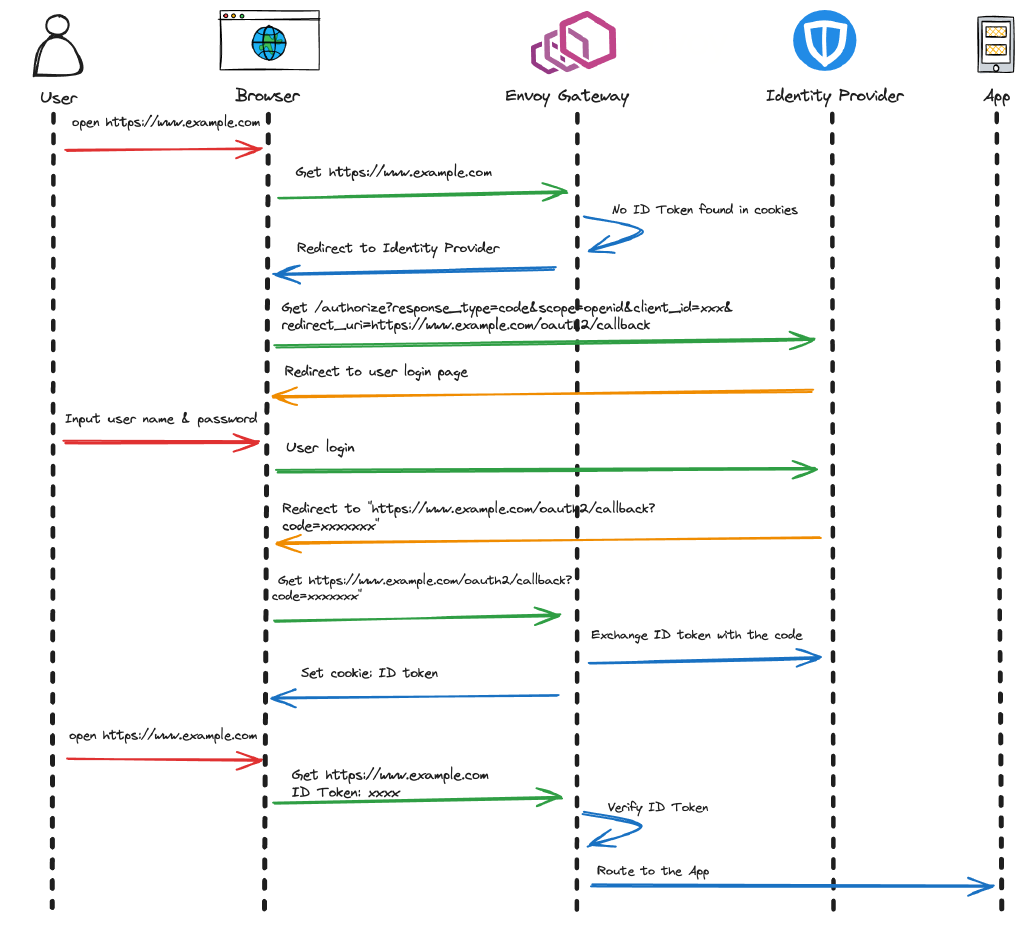 User
Browser
Envoy Gateway
Identity Provider
App
open https://www.example.com
Get https://www.example.com
No ID Token found in cookies
Redirect to Identity Provider
Get /authorize?response_type=code&scope=openid&client_id=xxx&
redirect_uri=https://www.example.com/oauth2/callback
Redirect to user login page
Input user name & password
User login
Redirect to "https://www.example.com/oauth2/callback?
code=xxxxxxx"
Get https://www.example.com/oauth2/callback?
code=xxxxxxx"
Exchange ID token with the code
Set cookie: ID token
open https://www.example.com
Get https://www.example.com
ID Token: xxxx
Verify ID Token
Route to the App